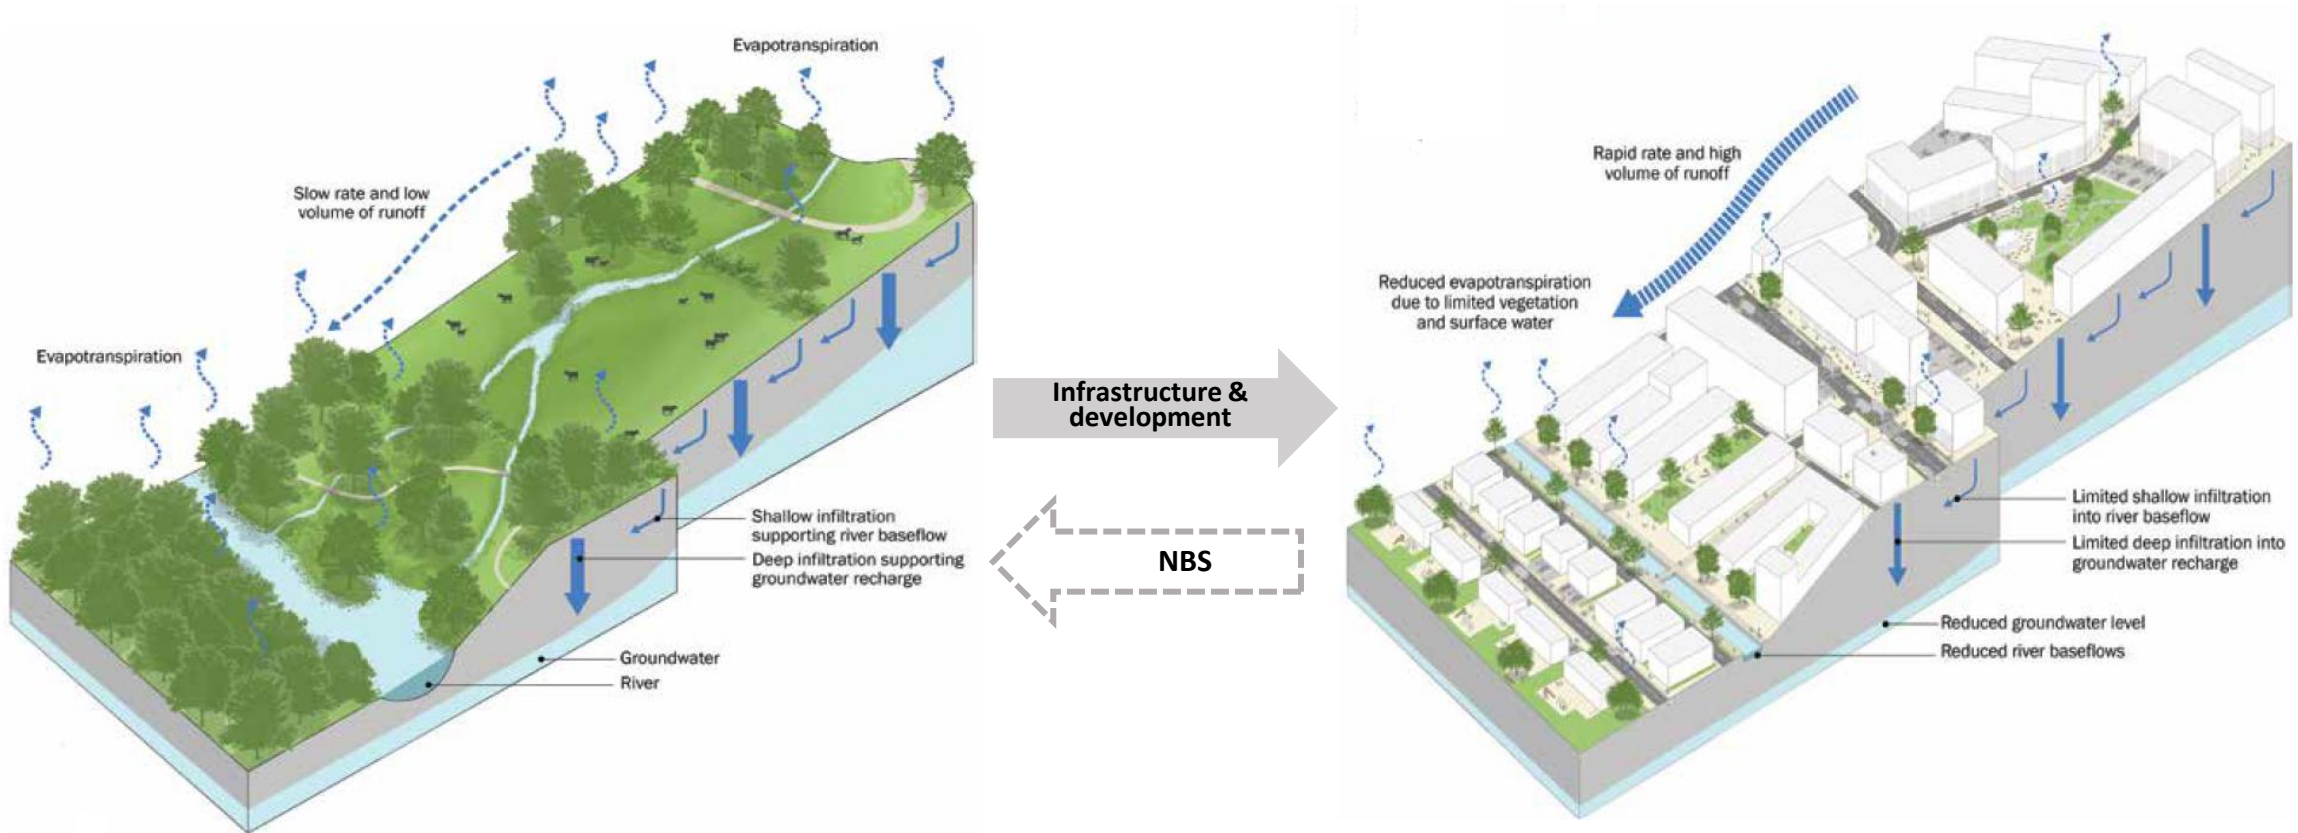 Evapotranspiration
Slow rate and low
volume of runoff
Evapotranspiration
Shallow infiltration
supporting river baseflow
Deep infiltration supporting
groundwater recharge
Groundwater
River
Infrastructure &
development
NBS
Rapid rate and high
volume of runoff
Reduced evapotranspiration
due to limited vegetation
and surface water
Limited shallow infiltration
into river baseflow
Limited deep infiltration into
groundwater recharge
Reduced groundwater level
Reduced river baseflows